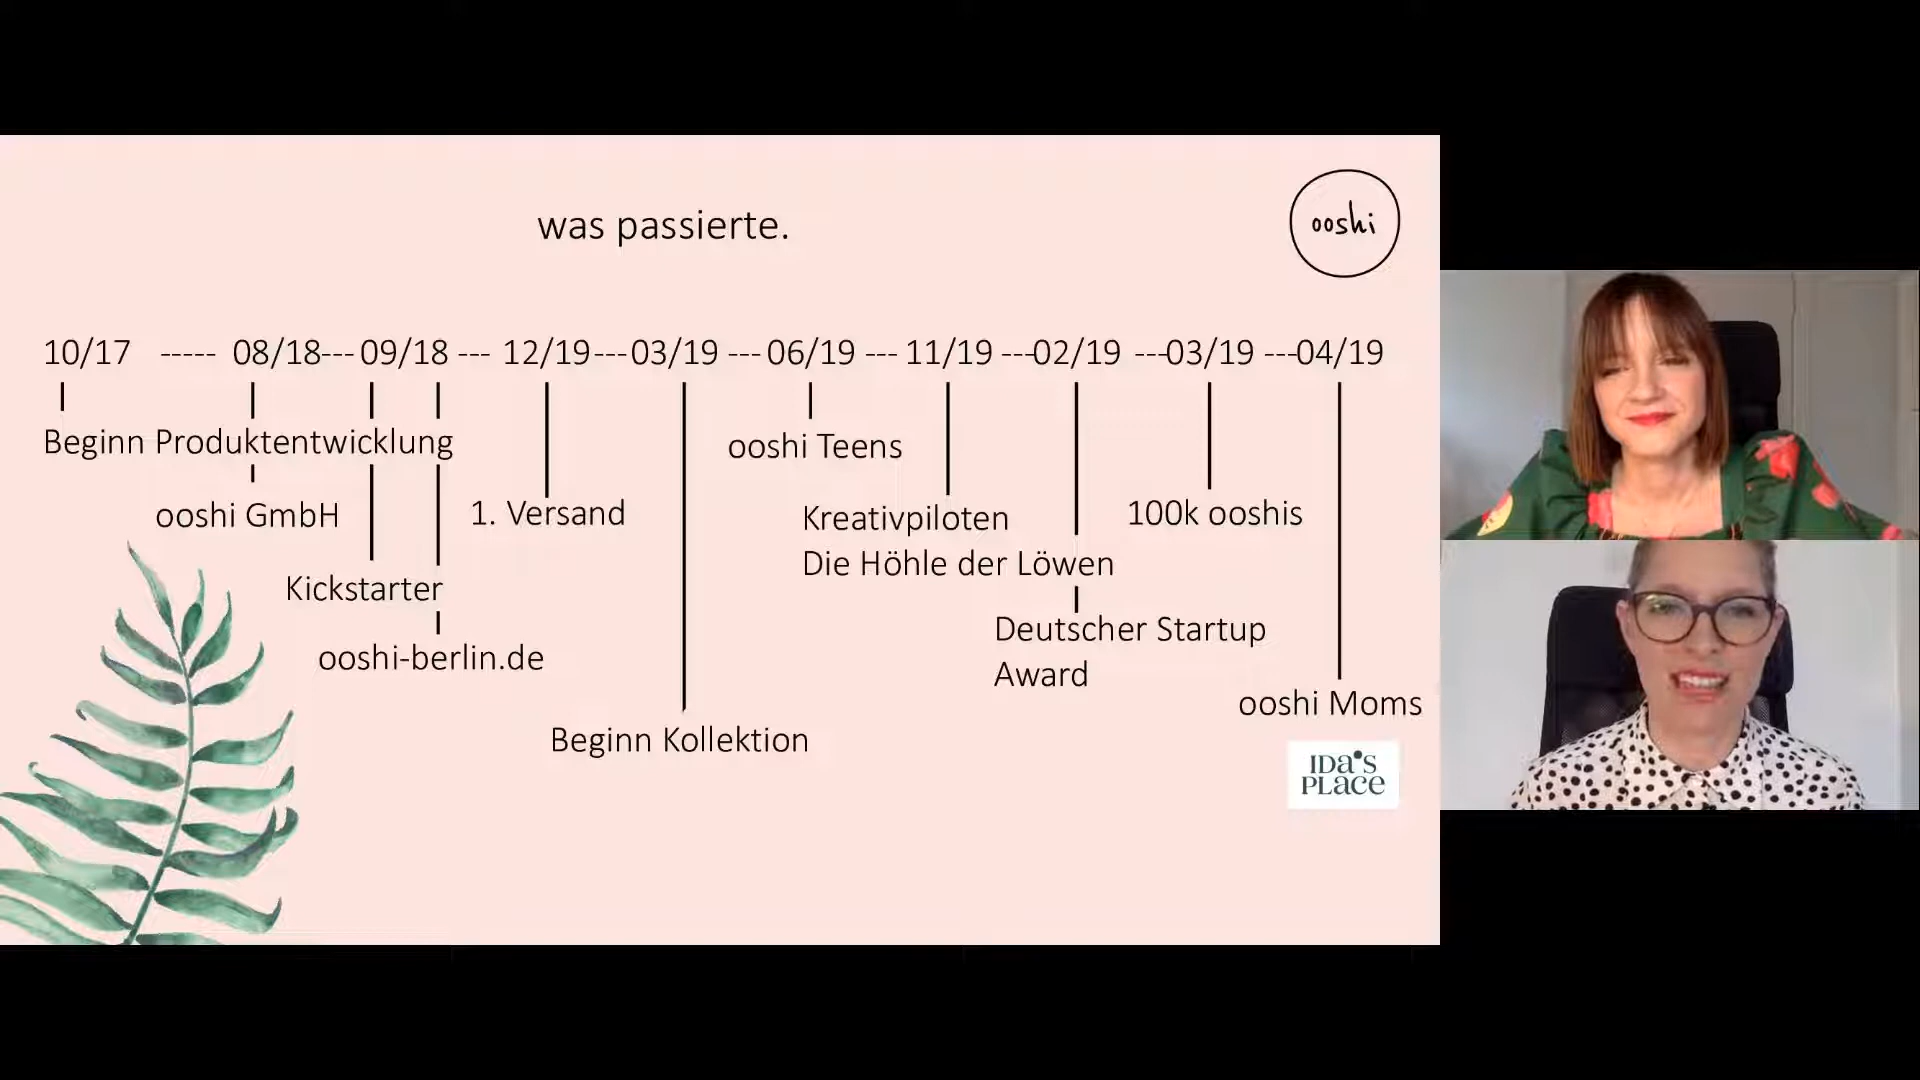 was passierte.
ooshi
10/17 ----- 08/18--- 09/18 --- 12/19 ---03/19 --- 06/19 --- 11/19 ---02/19 ---03/19 ---04/19
Beginn Produktentwicklung
ooshi Teens
ooshi GmbH
1. Versand
Kreativpiloten
Die Höhle der Löwen
100k ooshis
Kickstarter
Deutscher Startup
Award
ooshi-berlin.de
ooshi Moms
Beginn Kollektion
IDa's
PLace